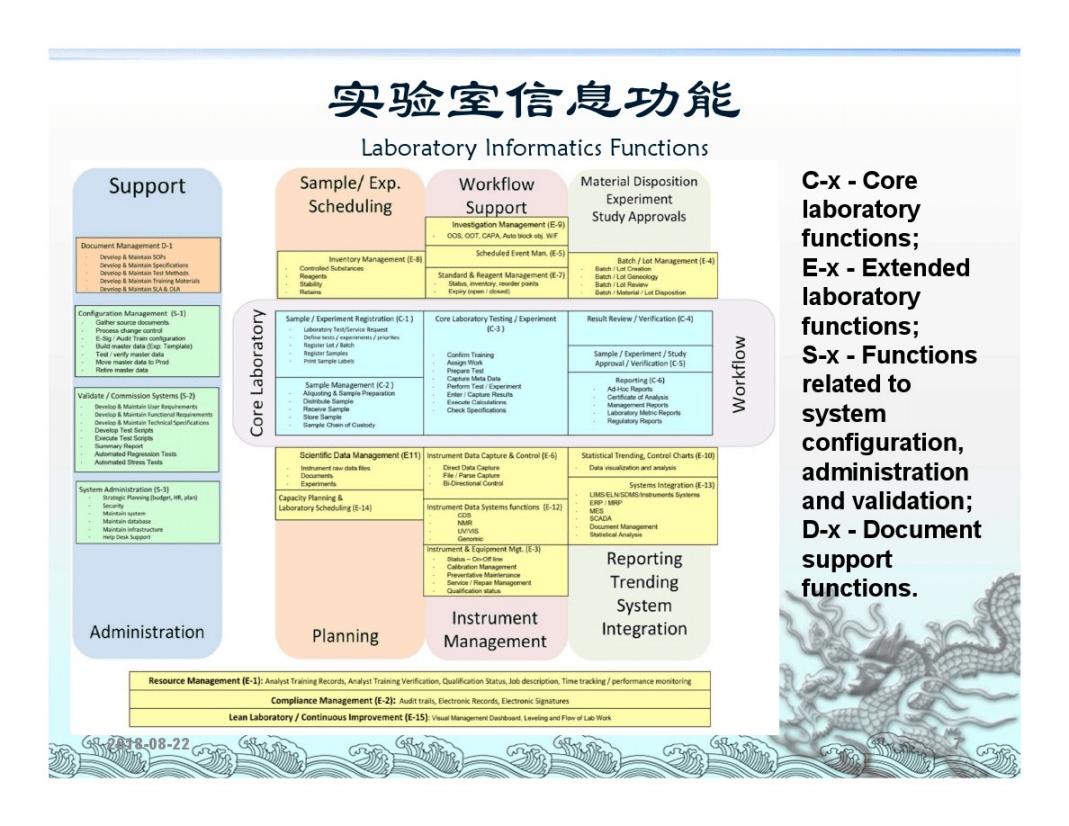 实验室信息功能
Laboratory Informatics Functions
Support
Document Management D-1
Develop & Maintain SOPs
Develop & Maintain Specifications
Develop & Maintain Test Methods
Develop & Maintain Training Materials
Develop & Maintain SLA & OLA
Configuration Management (S-1)
Gather source documents
Process change control
E-Sig / Audit Train configuration
Build master data (Exp: Template)
Test / verify master data
Move master data to Prod
Retire master data
Validate / Commission Systems (S-2)
Develop & Maintain User Requirements
Develop & Maintain Functional Requirements
Develop & Maintain Technical Specifications
Develop Test Scripts
Execute Test Scripts
Summary Report
Automated Regression Tests
Automated Stress Tests
System Administration (S-3)
Strategic Planning (budget, HR, plan)
Security
Maintain system
Maintain database
Maintain infrastructure
Help Desk Support
Administration
Sample/ Exp.
Scheduling
Inventory Management (E-8)
Controlled Substances
Reagents
Stability
Retains
Workflow
Support
Investigation Management (E-9)
OOS, OOT, CAPA, Auto block obj. W/F
Scheduled Event Man. (E-5)
Standard & Reagent Management (E-7)
Status, inventory, reorder points
Expiry (open / closed)
Material Disposition
Experiment
Study Approvals
Batch / Lot Management (E-4)
Batch / Lot Creation
Batch / Lot Geneology
Batch / Lot Review
Batch / Material / Lot Disposition
Core Laboratory
Sample / Experiment Registration (C-1 )
Laboratory Test/Service Request
Define tests / experiments / priorites
Register Lot / Batch
Register Samples
Print Sample Labels
Sample Management (C-2 )
Aliquoting & Sample Preparation
Distribute Sample
Receive Sample
Store Sample
Sample Chain of Custody
Core Laboratory Testing / Experiment
(C-3 )
Confirm Training
Assign Work
Prepare Test
Capture Meta Data
Perform Test / Experiment
Enter / Capture Results
Execute Calculations
Check Specifications
Result Review / Verification (C-4)
Sample / Experiment / Study
Approval / Verification (C-5)
Reporting (C-6)
Ad-Hoc Reports
Certificate of Analysis
Management Reports
Laboratory Metric Reports
Regulatory Reports
Workflow
Scientific Data Management (E11)
Instrument raw data files
Documents
Experiments
Capacity Planning &
Laboratory Scheduling (E-14)
Planning
Instrument Data Capture & Control (E-6)
Direct Data Capture
File / Parse Capture
Bi-Directional Control
Instrument Data Systems functions (E-12)
CDS
NMR
UV/VIS
Genomic
Instrument & Equipment Mgt. (E-3)
Status – On-Off line
Calibration Management
Preventative Maintenance
Service / Repair Management
Qualification status
Instrument
Management
Statistical Trending, Control Charts (E-10)
Data visualization and analysis
Systems Integration (E-13)
LIMS/ELN/SDMS/Instruments Systems
ERP / MRP
MES
SCADA
Document Management
Statistical Analysis
Reporting
Trending
System
Integration
Resource Management (E-1): Analyst Training Records, Analyst Training Verification, Qualification Status, Job description, Time tracking / performance monitoring
Compliance Management (E-2): Audit trails, Electronic Records, Electronic Signatures
Lean Laboratory / Continuous Improvement (E-15): Visual Management Dashboard, Leveling and Flow of Lab Work
C-x - Core
laboratory
functions;
E-x - Extended
laboratory
functions;
S-x - Functions
related to
system
configuration,
administration
and validation;
D-x - Document
support
functions.
2018-08-22
7